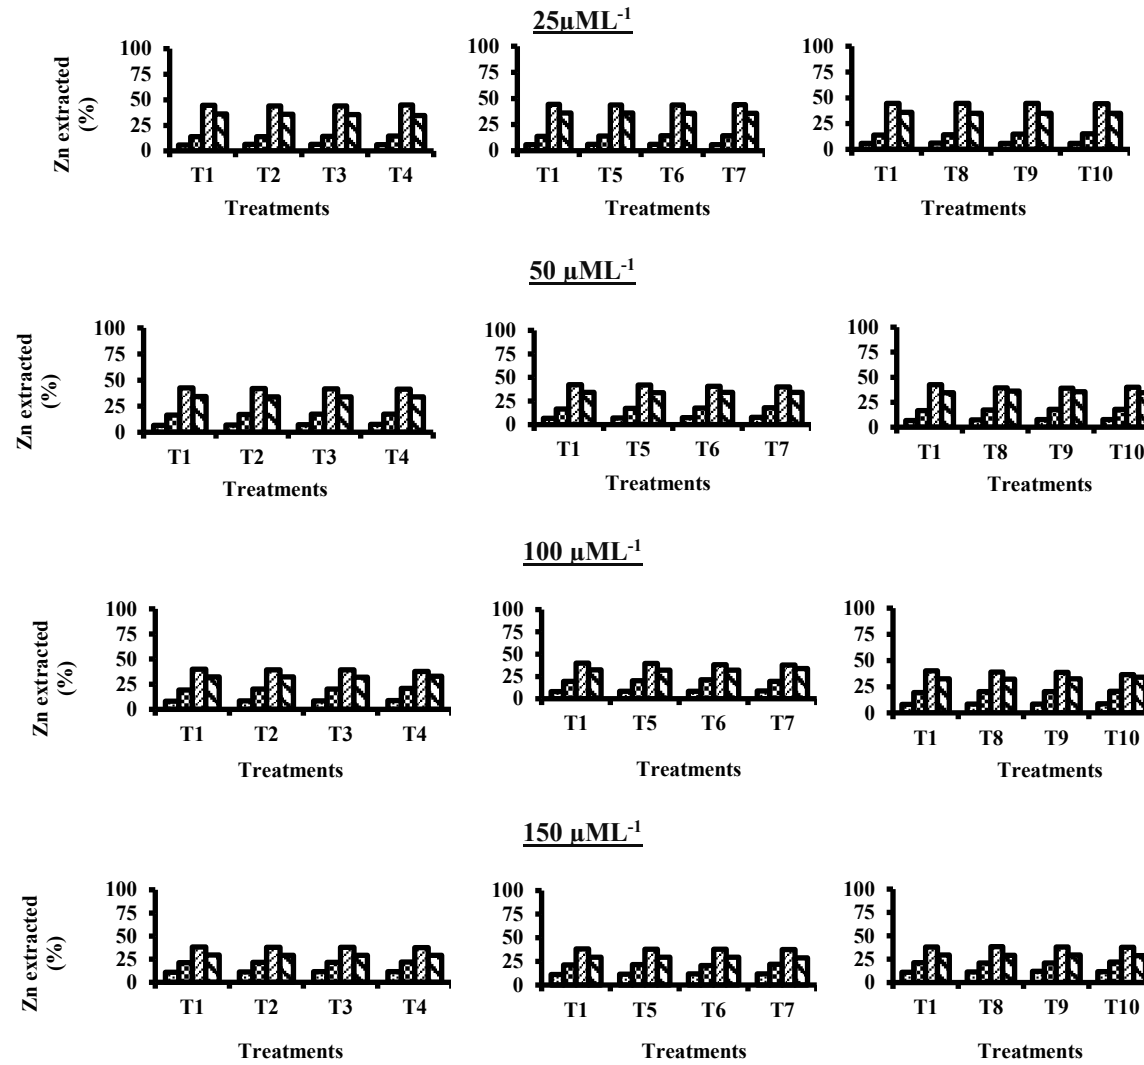 25µML-1
Zn extracted
(%)
100
75
50
25
0
T1 T2 T3 T4
Treatments
100
75
50
25
0
T1 T5 T6 T7
Treatments
100
75
50
25
0
T1 T8 T9 T10
Treatments
50 µML-1
Zn extracted
(%)
100
75
50
25
0
T1 T2 T3 T4
Treatments
100
75
50
25
0
T1 T5 T6 T7
Treatments
100
75
50
25
0
T1 T8 T9 T10
Treatments
100 µML-1
Zn extracted
(%)
100
75
50
25
0
T1 T2 T3 T4
Treatments
100
75
50
25
0
T1 T5 T6 T7
Treatments
100
75
50
25
0
T1 T8 T9 T10
Treatments
150 µML-1
Zn extracted
(%)
100
75
50
25
0
T1 T2 T3 T4
Treatments
100
75
50
25
0
T1 T5 T6 T7
Treatments
100
75
50
25
0
T1 T8 T9 T10
Treatments